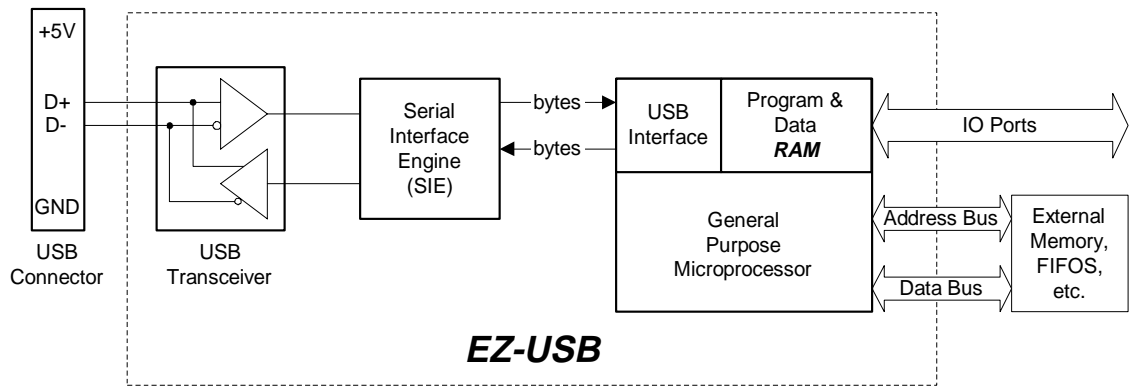 +5V
D+
D-
GND
USB
Connector
USB
Transceiver
Serial
Interface
Engine
(SIE)
bytes
bytes
USB
Interface
Program &
Data
RAM
General
Purpose
Microprocessor
IO Ports
Address Bus
Data Bus
External
Memory,
FIFOS,
etc.
EZ-USB